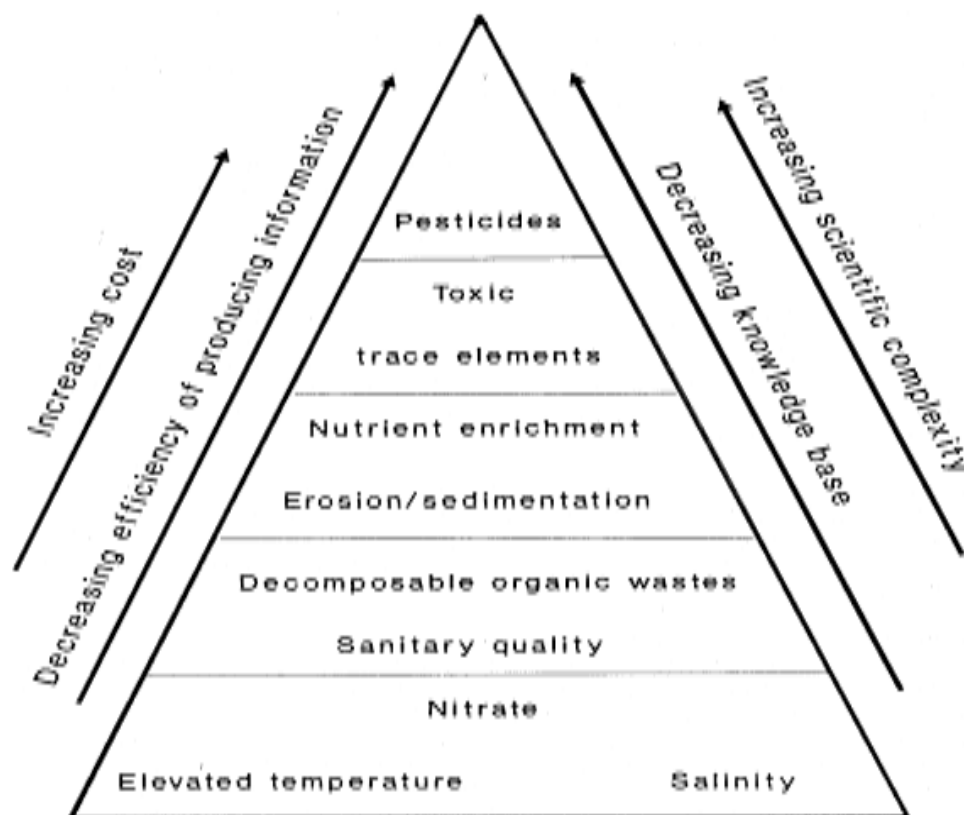 Increasing cost
Decreasing efficiency of producing information
Decreasing knowledge base
Increasing scientific complexity
Pesticides
Toxic
trace elements
Nutrient enrichment
Erosion/sedimentation
Decomposable organic wastes
Sanitary quality
Nitrate
Elevated temperature
Salinity